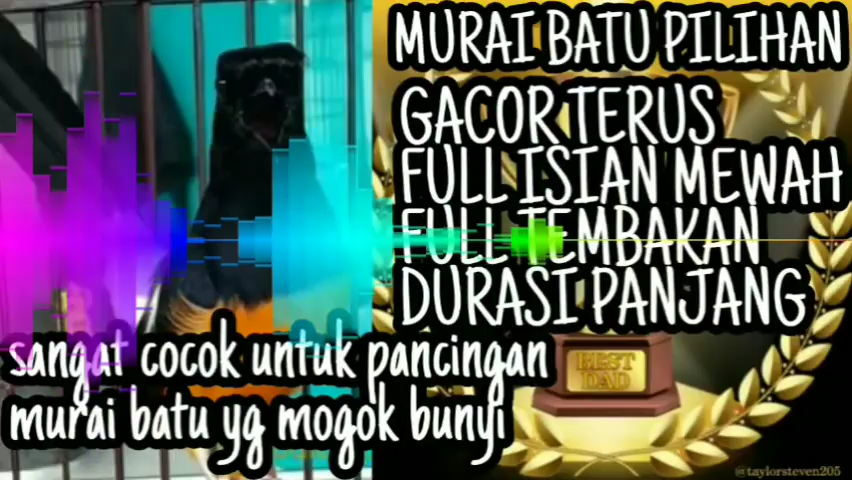 MURAI BATU PILIHAN
GACOR TERUS
FULL ISIAN MEWAH
FULL TEMBAKAN
DURASI PANJANG
sangat cocok untuk pancingan
murai batu yg mogok bunyi
BEST
DAD
@taylorsteven205